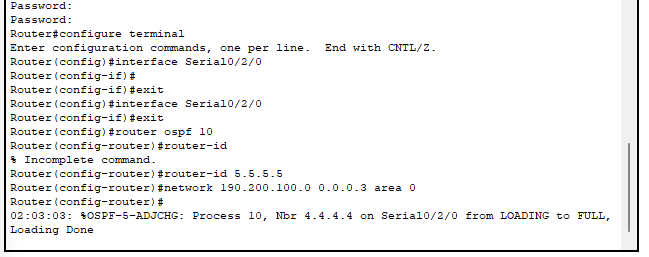 Password:
Password:
Router#configure terminal
Enter configuration commands, one per line.  End with CNTL/Z.
Router(config)#interface Serial0/2/0
Router(config-if)#
Router(config-if)#exit
Router(config)#interface Serial0/2/0
Router(config-if)#exit
Router(config)#router ospf 10
Router(config-router)#router-id
% Incomplete command.
Router(config-router)#router-id 5.5.5.5
Router(config-router)#network 190.200.100.0 0.0.0.3 area 0
Router(config-router)#
02:03:03: %OSPF-5-ADJCHG: Process 10, Nbr 4.4.4.4 on Serial0/2/0 from LOADING to FULL,
Loading Done